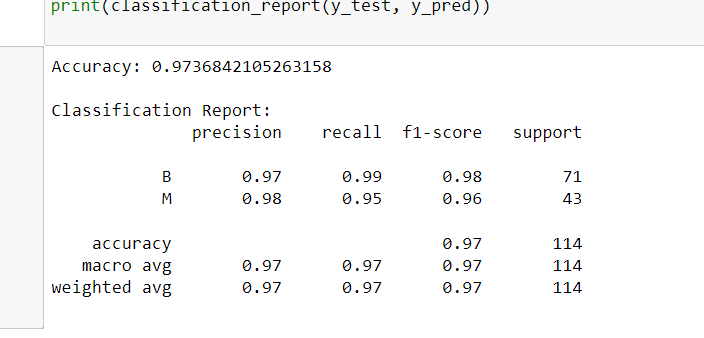 print(classification_report(y_test, y_pred))
Accuracy: 0.9736842105263158
Classification Report:
precision recall f1-score support
B 0.97 0.99 0.98 71
M 0.98 0.95 0.96 43
accuracy 0.97 114
macro avg 0.97 0.97 0.97 114
weighted avg 0.97 0.97 0.97 114